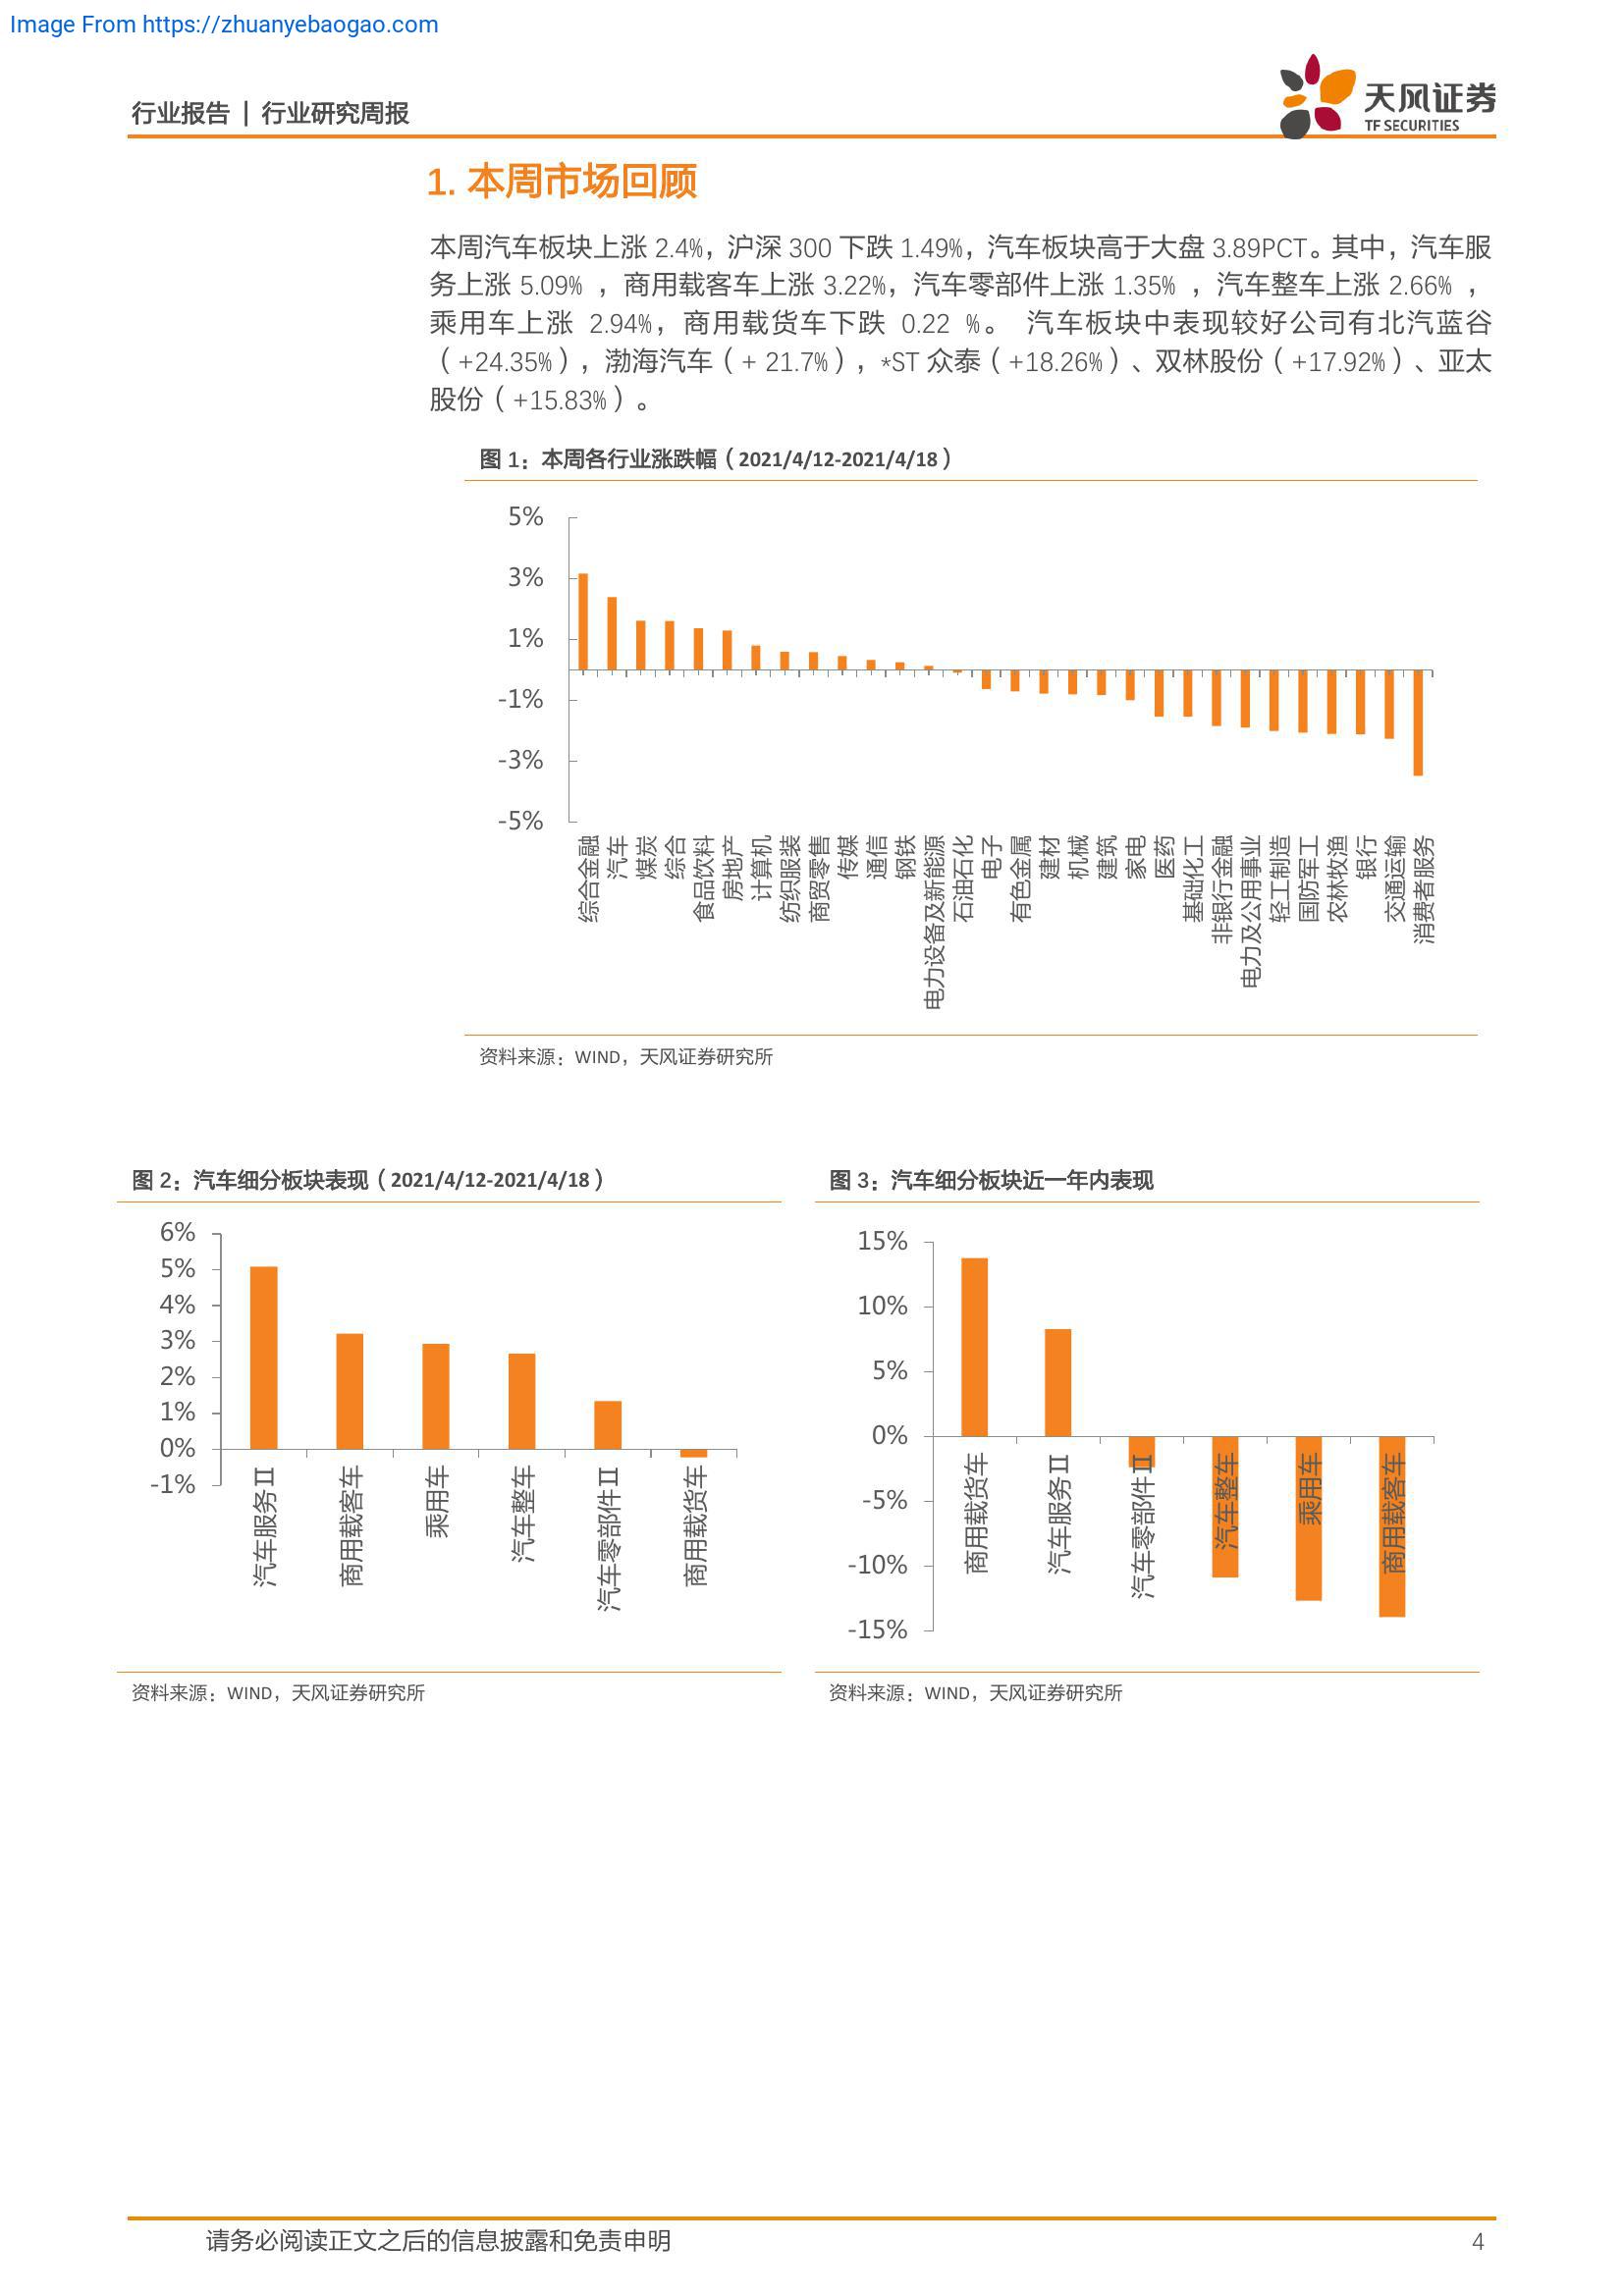 Image From https://zhuanyebaogao.com
行业报告 | 行业研究周报
天风证券
TF SECURITIES
1. 本周市场回顾
本周汽车板块上涨 2.4%，沪深 300 下跌 1.49%，汽车板块高于大盘 3.89PCT。其中，汽车服
务上涨 5.09% ，商用载客车上涨 3.22%，汽车零部件上涨 1.35% ，汽车整车上涨 2.66% ，
乘用车上涨 2.94%，商用载货车下跌 0.22 %。 汽车板块中表现较好公司有北汽蓝谷
（+24.35%），渤海汽车（+ 21.7%），*ST 众泰（+18.26%）、双林股份（+17.92%）、亚太
股份（+15.83%）。
图 1：本周各行业涨跌幅（2021/4/12-2021/4/18）
5%
3%
1%
-1%
-3%
-5%
综合金融
汽车
煤炭
综合
食品饮料
房地产
计算机
纺织服装
商贸零售
传媒
通信
钢铁
电力设备及新能源
石油石化
电子
有色金属
建材
机械
建筑
家电
医药
基础化工
非银行金融
电力及公用事业
轻工制造
国防军工
农林牧渔
银行
交通运输
消费者服务
资料来源：WIND，天风证券研究所
图 2：汽车细分板块表现（2021/4/12-2021/4/18）
6%
5%
4%
3%
2%
1%
0%
-1%
汽车服务Ⅱ
商用载客车
乘用车
汽车整车
汽车零部件Ⅱ
商用载货车
资料来源：WIND，天风证券研究所
图 3：汽车细分板块近一年内表现
15%
10%
5%
0%
-5%
-10%
-15%
商用载货车
汽车服务Ⅱ
汽车零部件Ⅱ
汽车整车
乘用车
商用载客车
资料来源：WIND，天风证券研究所
请务必阅读正文之后的信息披露和免责申明
4